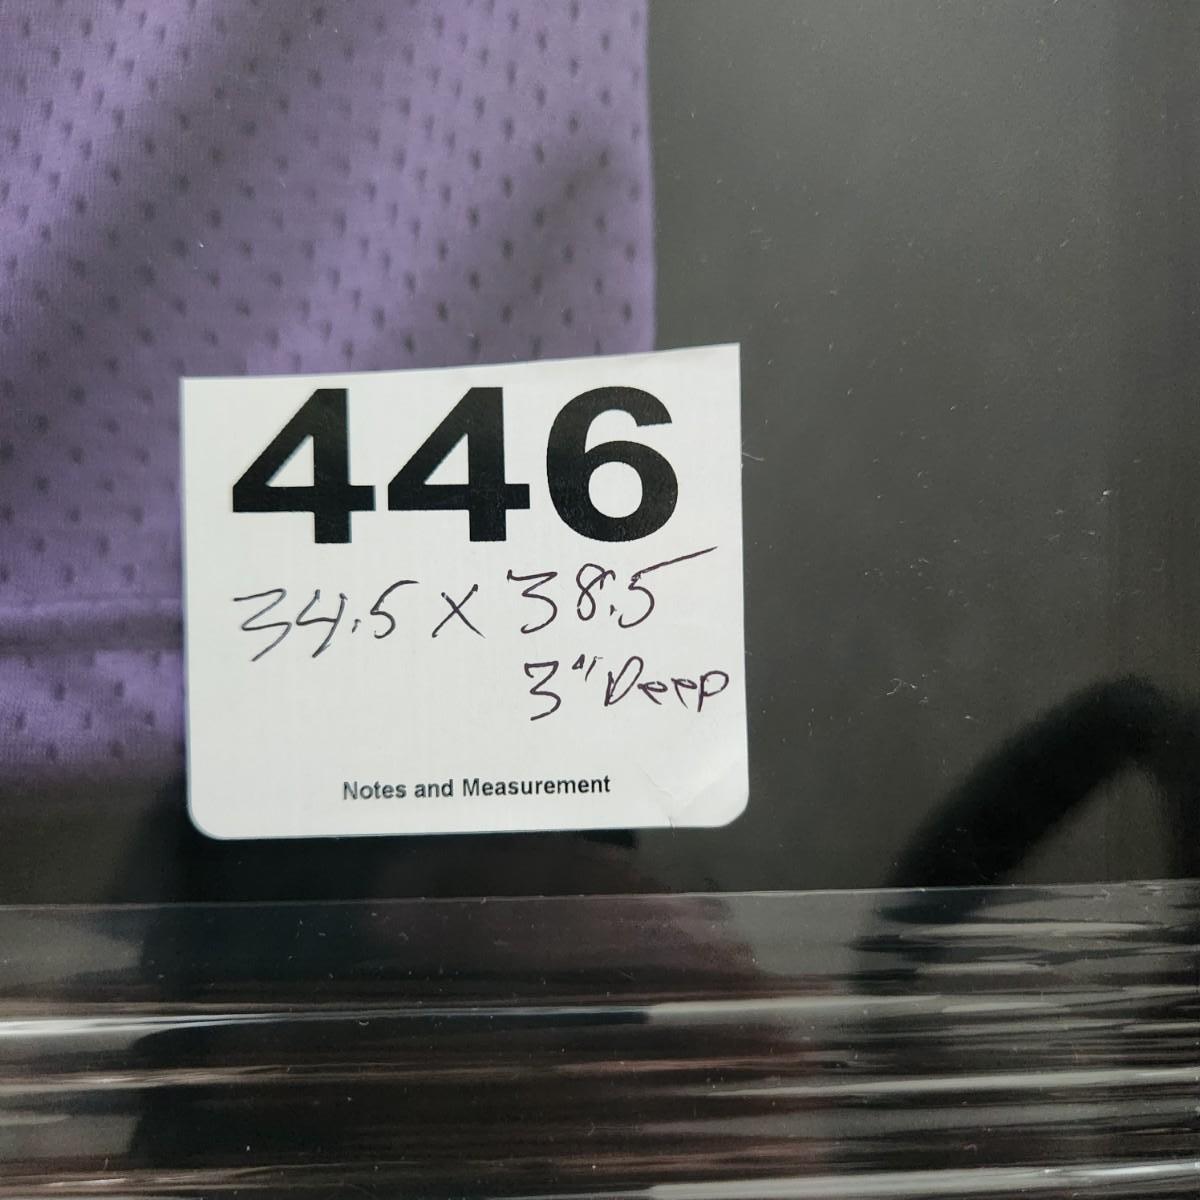 446
34.5 X 38.5
3" Deep
Notes and Measurement